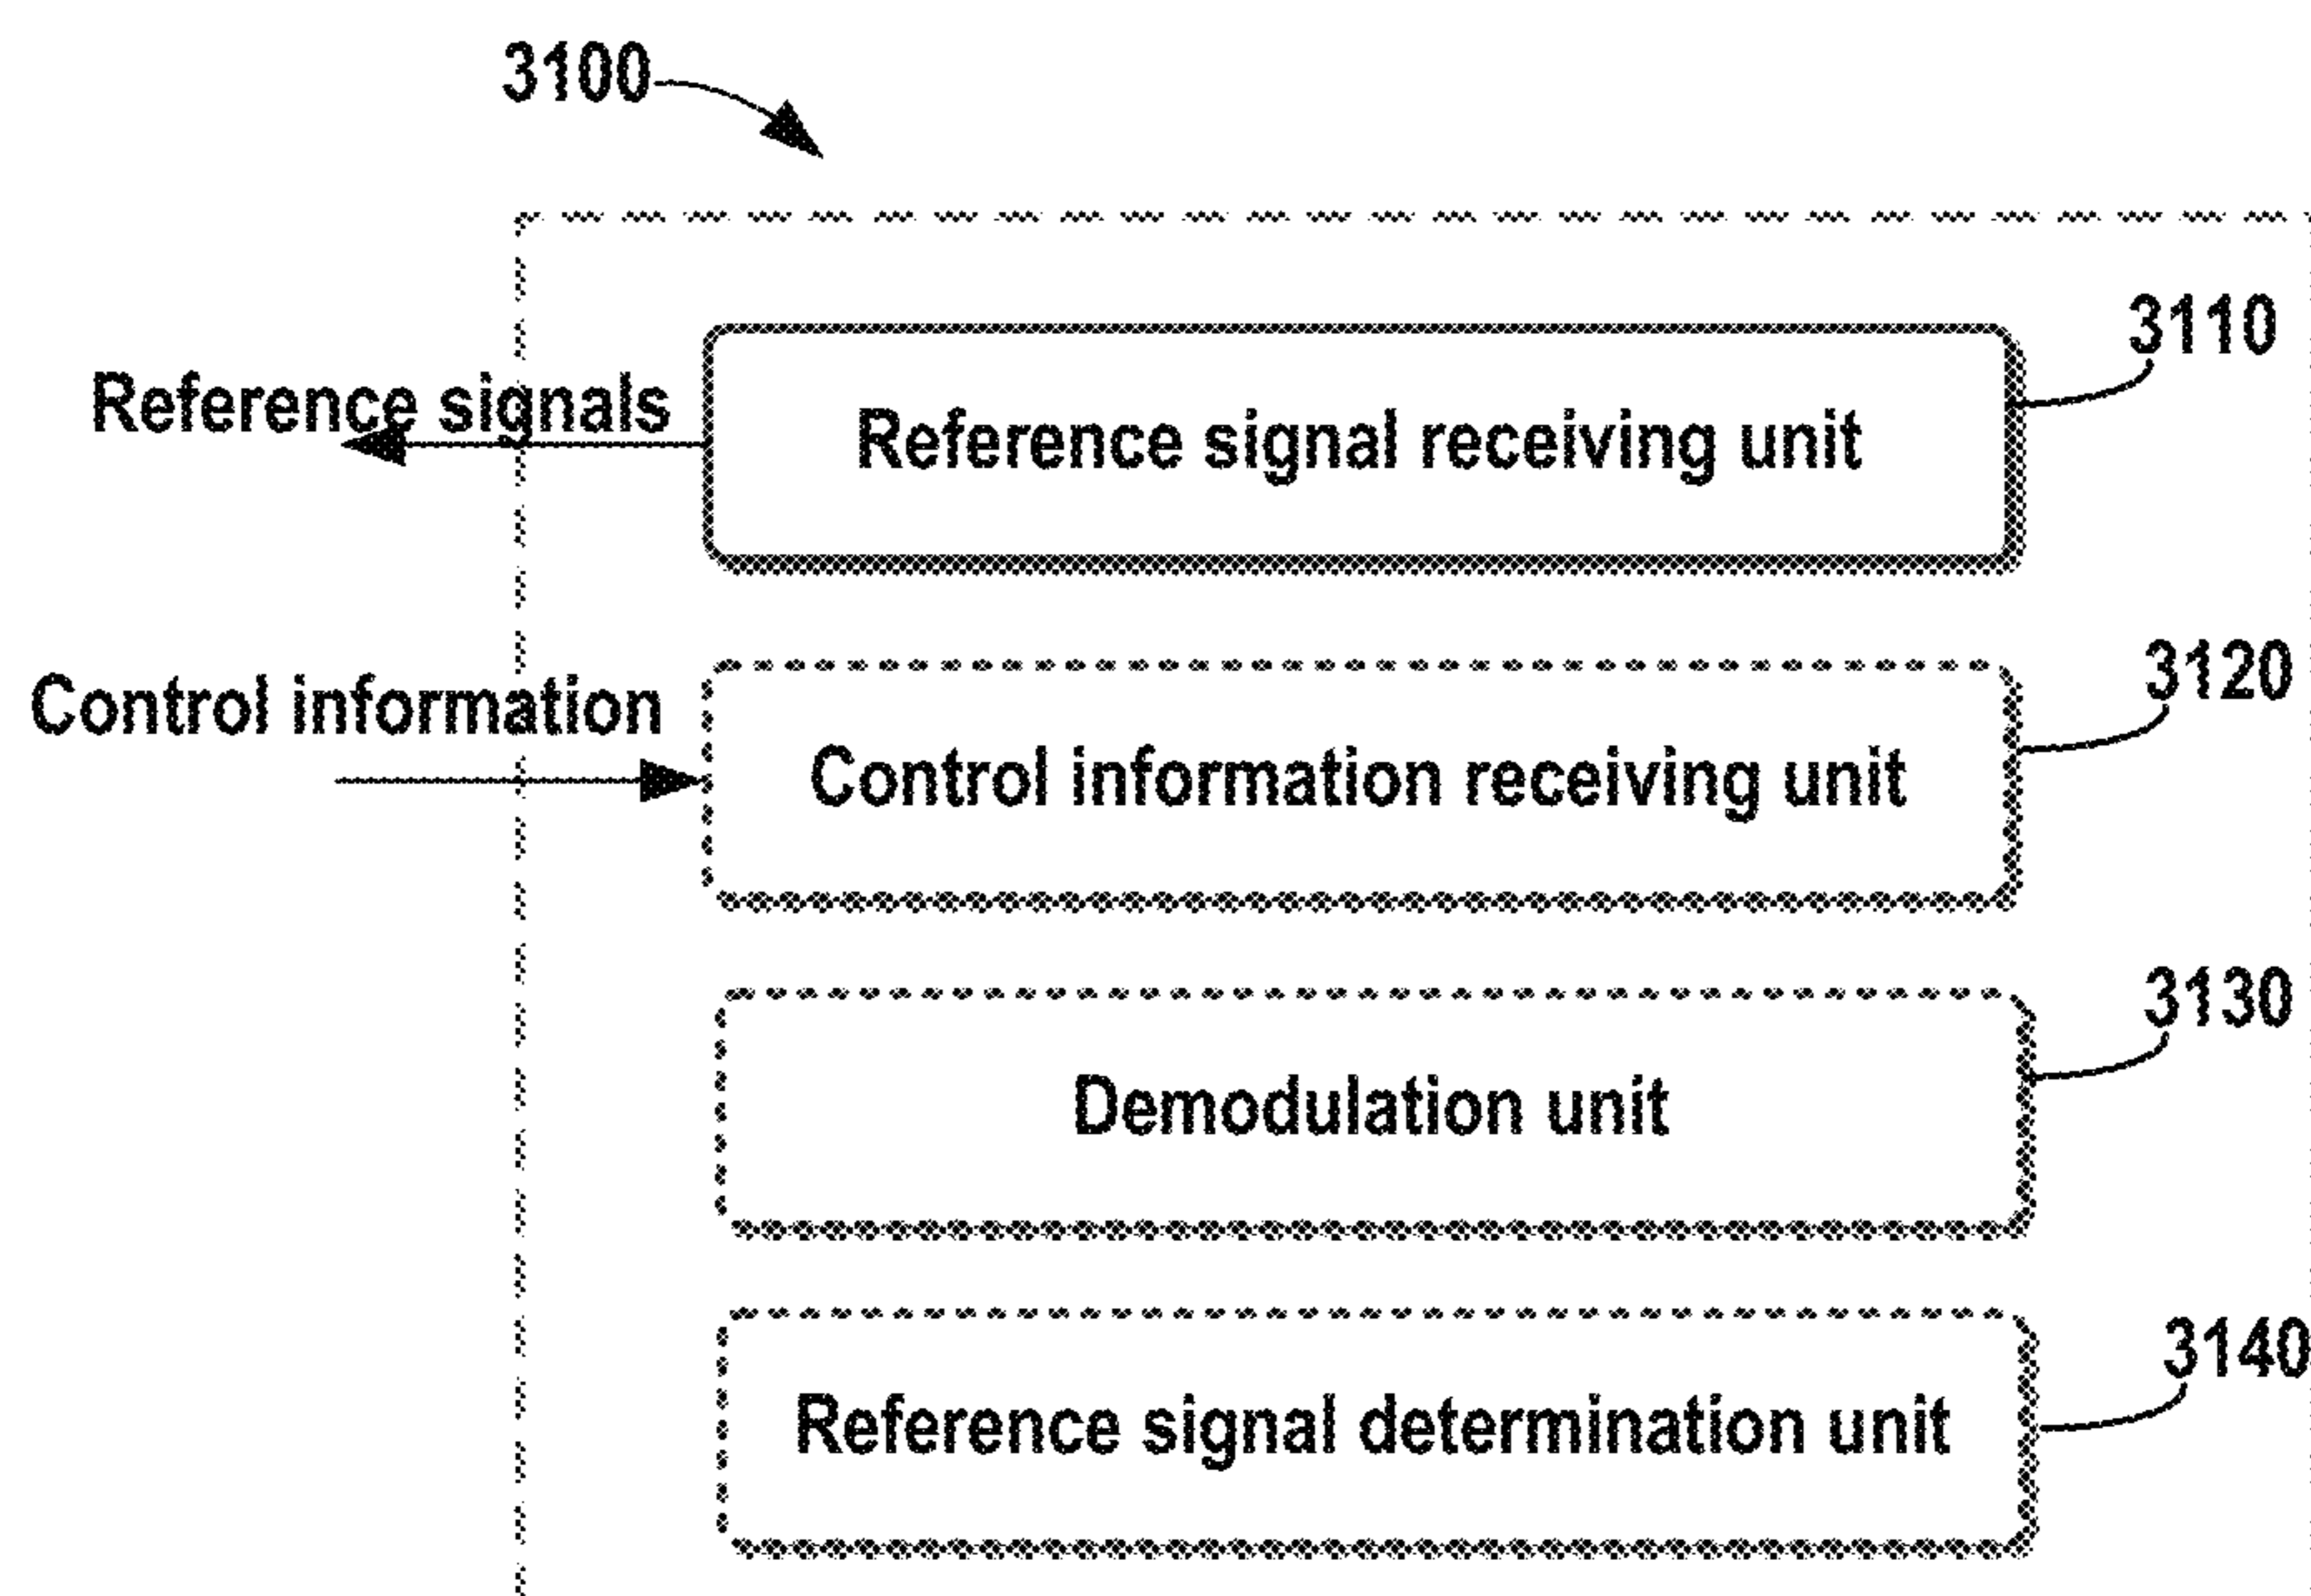 3100
3110
Reference signals
Reference signal receiving unit
3120
Control information
Control information receiving unit
3130
Demodulation unit
3140
Reference signal determination unit